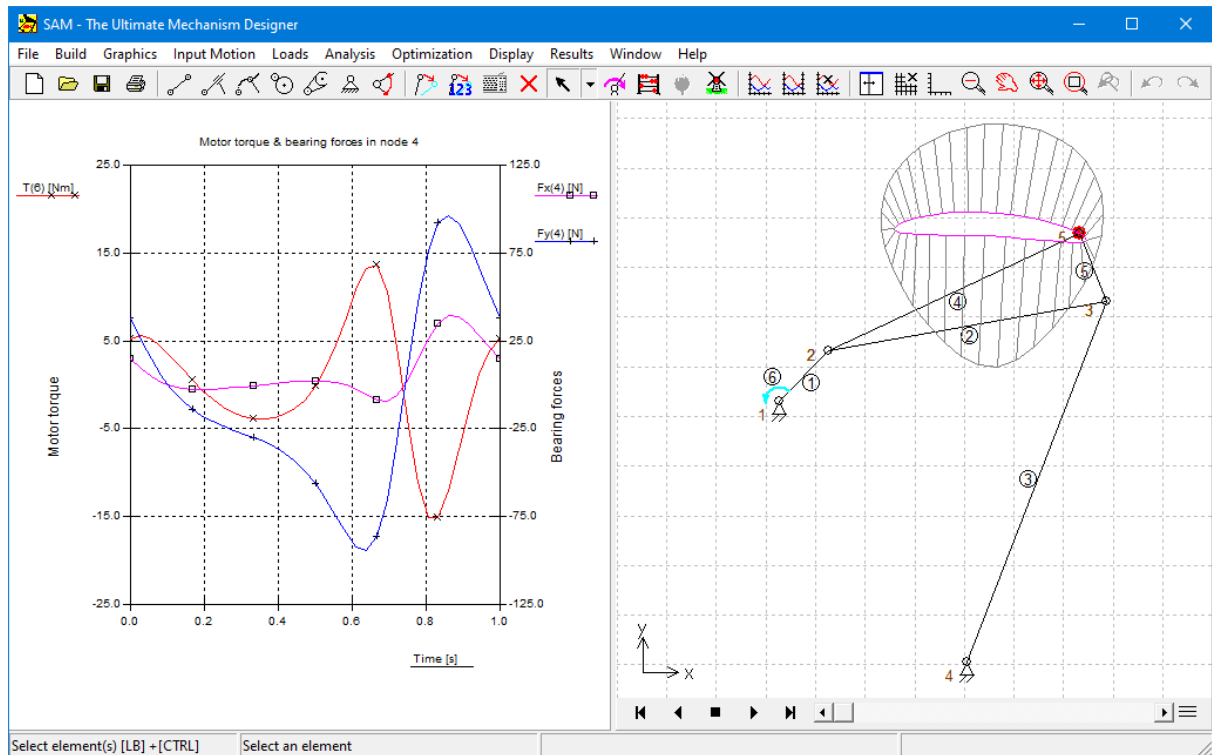 SAM - The Ultimate Mechanism Designer
File Build Graphics Input Motion Loads Analysis Optimization Display Results Window Help
123
Motor torque & bearing forces in node 4
25.0 125.0
T(6) [Nm] Fx(4) [N]
Fy(4) [N]
15.0 75.0
5.0 25.0
-5.0 -25.0
-15.0 -75.0
-25.0 -125.0
Motor torque
Bearing forces
0.0 0.2 0.4 0.6 0.8 1.0
Time [s]
5
5
4
3
2
2
6
1
1
3
4
y
x
Select element(s) [LB] +[CTRL] Select an element